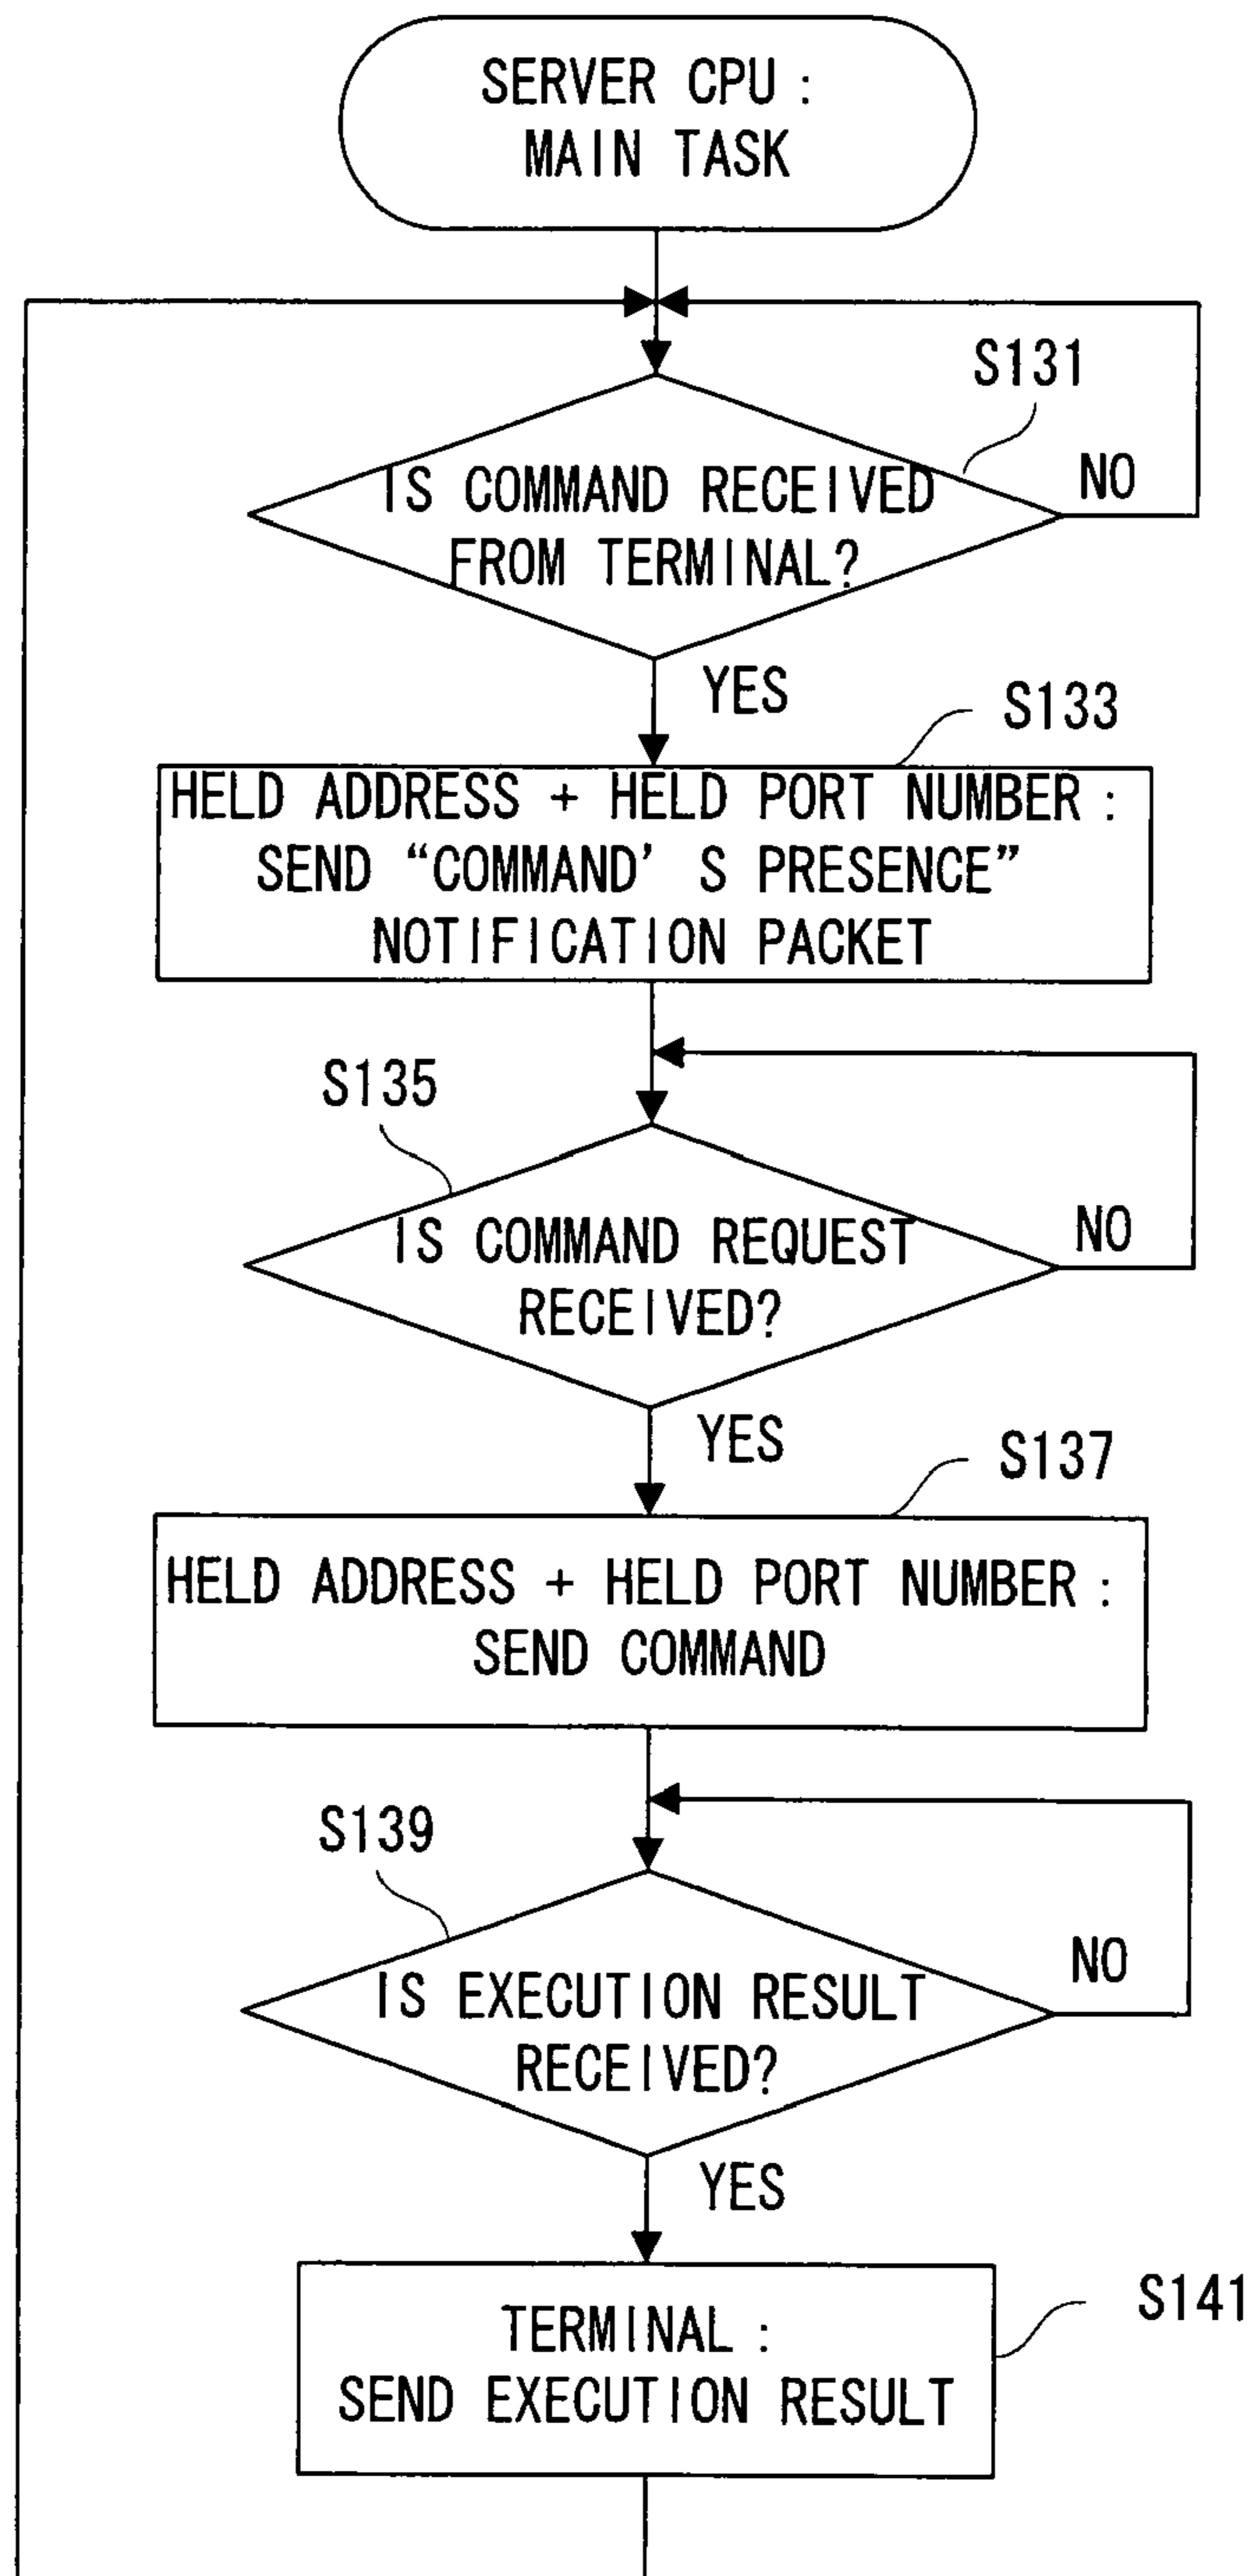 SERVER CPU :
MAIN TASK
S131
IS COMMAND RECEIVED
FROM TERMINAL?
NO
YES
S133
HELD ADDRESS + HELD PORT NUMBER :
SEND “COMMAND' S PRESENCE”
NOTIFICATION PACKET
S135
IS COMMAND REQUEST
RECEIVED?
NO
YES
S137
HELD ADDRESS + HELD PORT NUMBER :
SEND COMMAND
S139
IS EXECUTION RESULT
RECEIVED?
NO
YES
S141
TERMINAL :
SEND EXECUTION RESULT